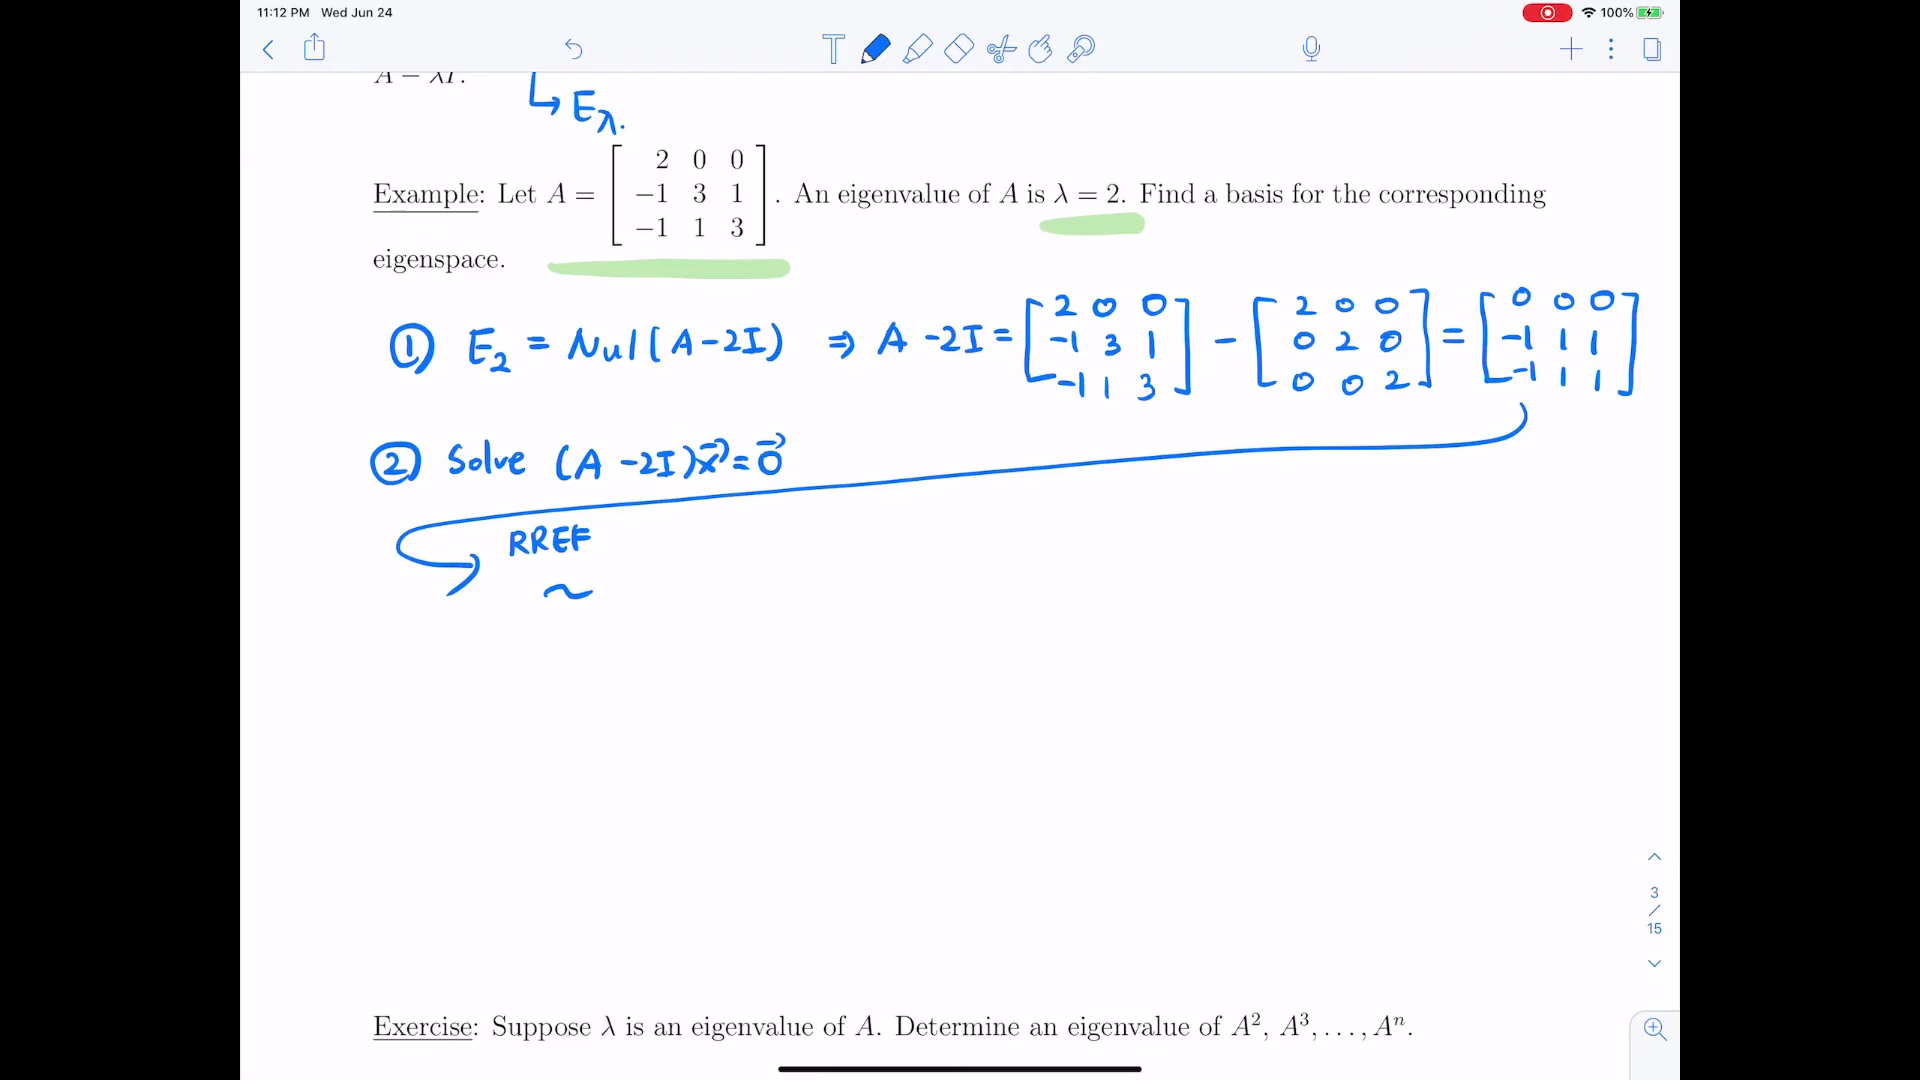 11:12 PM Wed Jun 24
100%
T
A − λI.
↳ E_λ.
Example: Let A = [ 2 0 0 ; −1 3 1 ; −1 1 3 ]. An eigenvalue of A is λ = 2. Find a basis for the corresponding
eigenspace.
① E₂ = Nul(A-2I) ⇒ A-2I = [ 2 0 0 ; -1 3 1 ; -1 1 3 ] - [ 2 0 0 ; 0 2 0 ; 0 0 2 ] = [ 0 0 0 ; -1 1 1 ; -1 1 1 ]
② Solve (A-2I)x⃗ = 0⃗
RREF
~
3
/
15
Exercise: Suppose λ is an eigenvalue of A. Determine an eigenvalue of A², A³, . . . , Aⁿ.